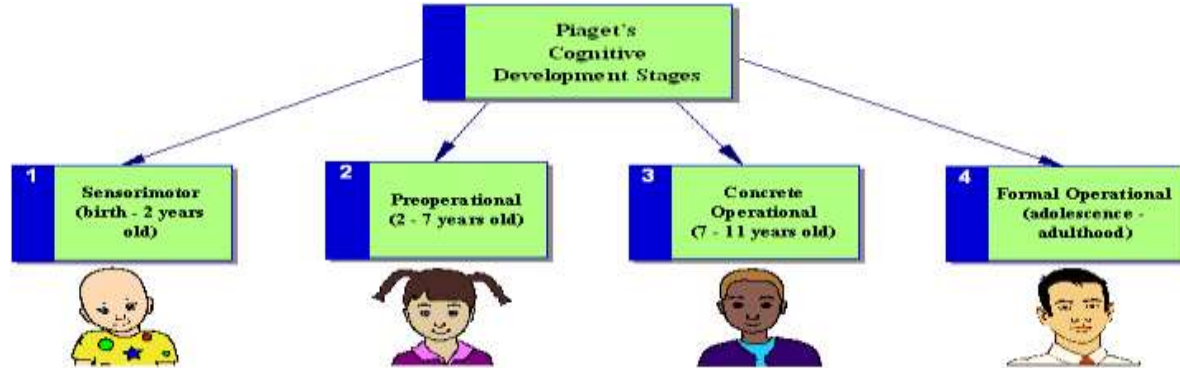 Piaget's
Cognitive
Development Stages
1
Sensorimotor
(birth - 2 years
old)
2
Preoperational
(2 - 7 years old)
3
Concrete
Operational
(7 - 11 years old)
4
Formal Operational
(adolescence -
adulthood)